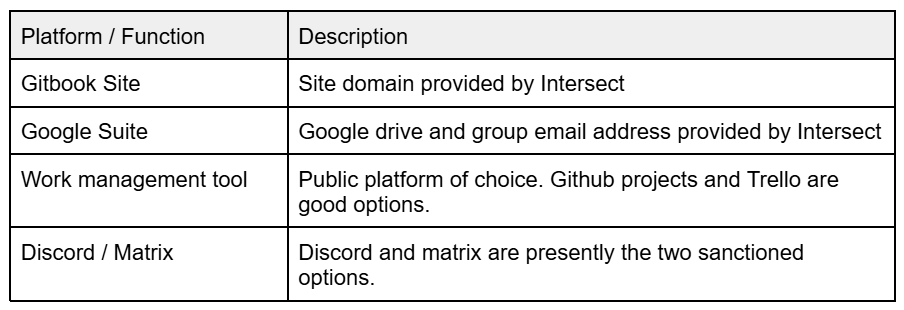 Platform / Function
Description
Gitbook Site
Site domain provided by Intersect
Google Suite
Google drive and group email address provided by Intersect
Work management tool
Public platform of choice. Github projects and Trello are
good options.
Discord / Matrix
Discord and matrix are presently the two sanctioned
options.